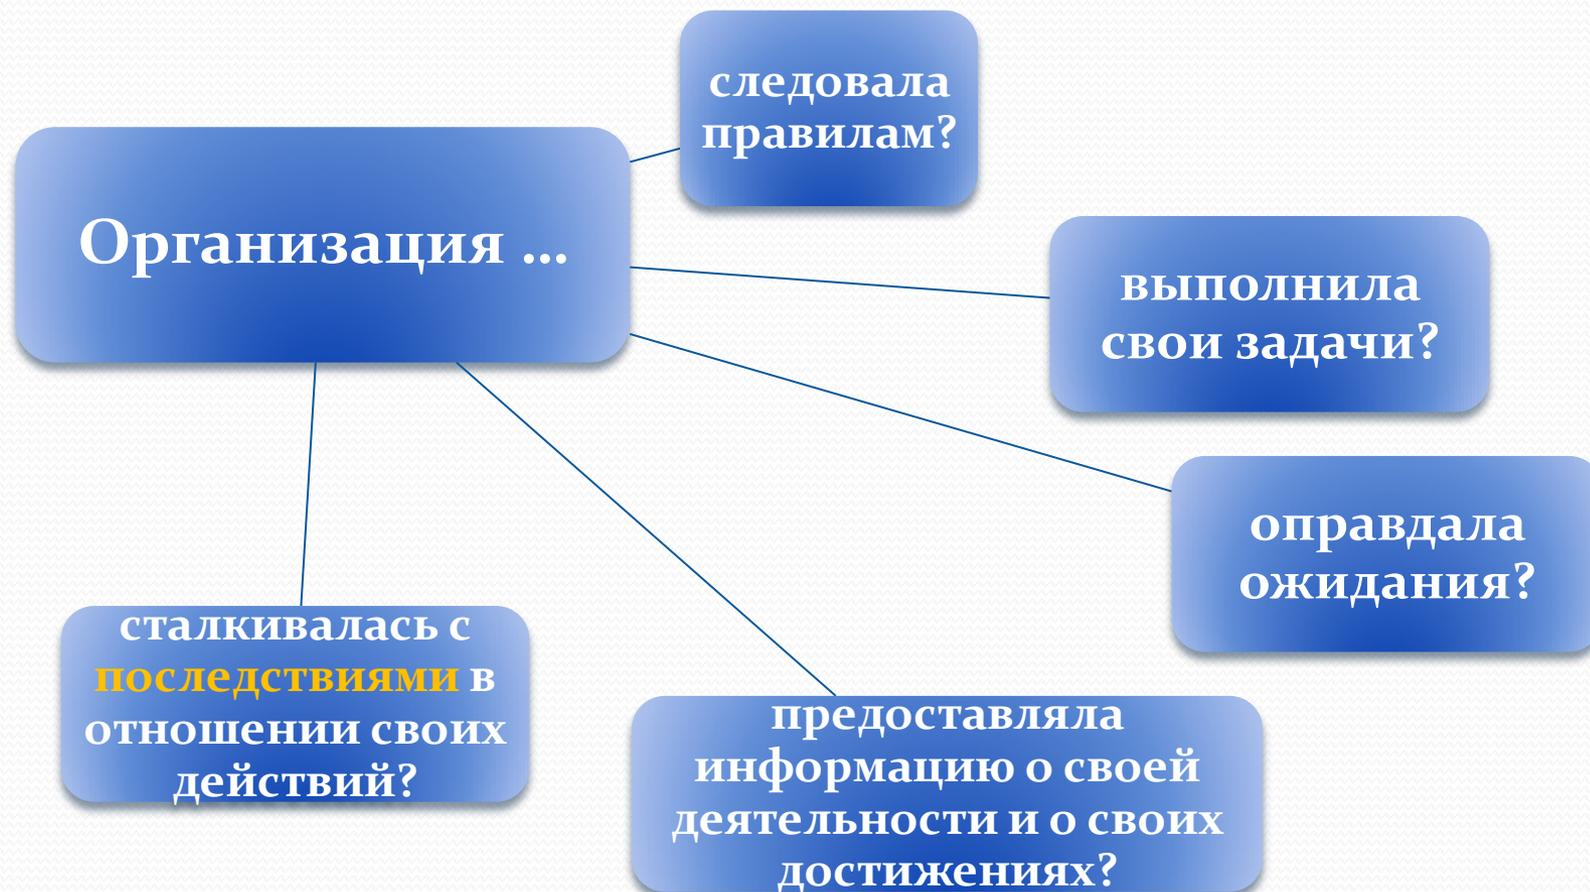 следовала
правилам?
Организация ...
выполнила
свои задачи?
оправдала
ожидания?
сталкивалась с
последствиями в
отношении своих
действий?
предоставляла
информацию о своей
деятельности и о своих
достижениях?